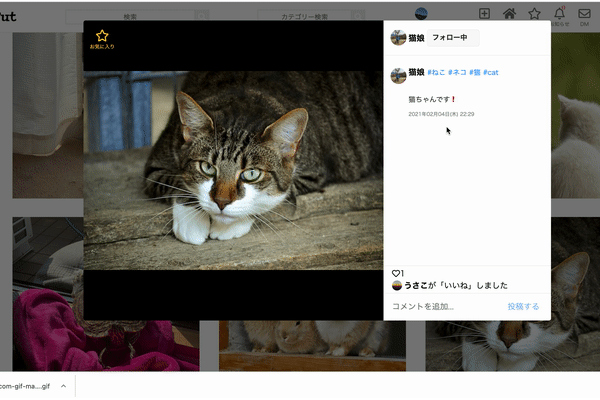 検索
カテゴリー検索
お知らせ
DM
お気に入り
猫娘 フォロー中
猫娘 #ねこ #ネコ #猫 #cat
猫ちゃんです❗
2021年02月04日(木) 22:29
1
うさこが「いいね」しました
コメントを追加... 投稿する
com-gif-ma....gif